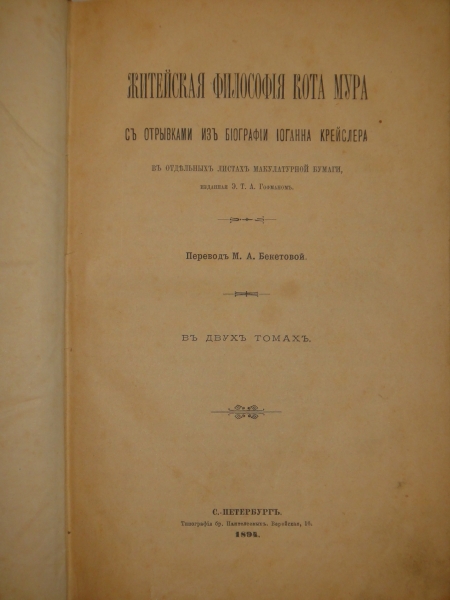 ЖИТЕЙСКАЯ ФИЛОСОФІЯ КОТА МУРА
СЪ ОТРЫВКАМИ ИЗЪ БІОГРАФІИ ІОГАННА КРЕЙСЛЕРА
ВЪ ОТДѢЛЬНЫХЪ ЛИСТАХЪ МАКУЛАТУРНОЙ БУМАГИ,
изданная Э. Т. А. Гофманомъ.
Переводъ М. А. Бекетовой.
ВЪ ДВУХЪ ТОМАХЪ.
С.-ПЕТЕРБУРГЪ.
Типографія бр. Пантелеевыхъ. Верейская, 16.
1894.